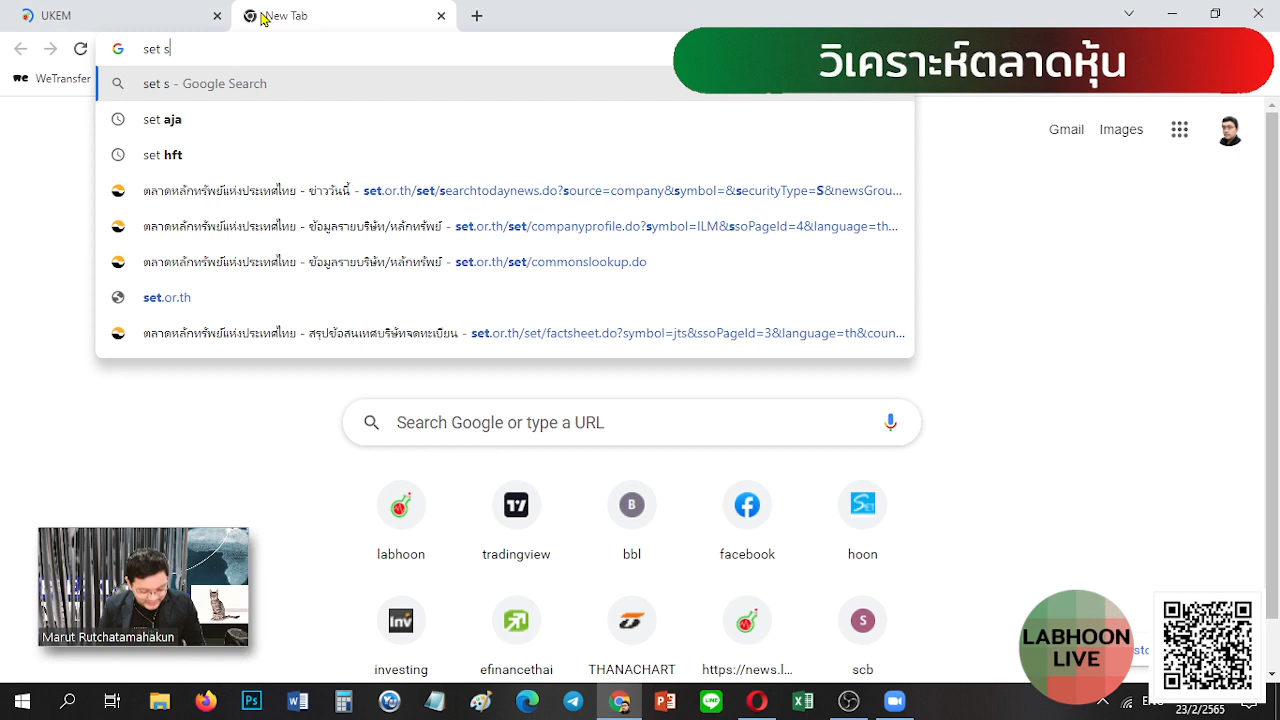 UKEM
New Tab
set s
วิเคราะห์ตลาดหุ้น
WeTransfer
set s - Google Search
set aja
set hft
ตลาดหลักทรัพย์แห่งประเทศไทย - ข่าววันนี้ - set.or.th/set/searchtodaynews.do?source=company&symbol=&securityType=S&newsGrou...
ตลาดหลักทรัพย์แห่งประเทศไทย - ข้อมูลรายบริษัท/หลักทรัพย์ - set.or.th/set/companyprofile.do?symbol=ILM&ssoPageId=4&language=th...
ตลาดหลักทรัพย์แห่งประเทศไทย - ข้อมูลรายบริษัท/หลักทรัพย์ - set.or.th/set/commonslookup.do
set.or.th
ตลาดหลักทรัพย์แห่งประเทศไทย - สรุปข้อสนเทศบริษัทจดทะเบียน - set.or.th/set/factsheet.do?symbol=jts&ssoPageId=3&language=th&coun...
Gmail Images
Search Google or type a URL
labhoon tradingview bbl facebook hoon
investing efinancethai THANACHART https://news.l... scb
Marut Rutchatamahakun
LABHOON
LIVE
23/2/2565